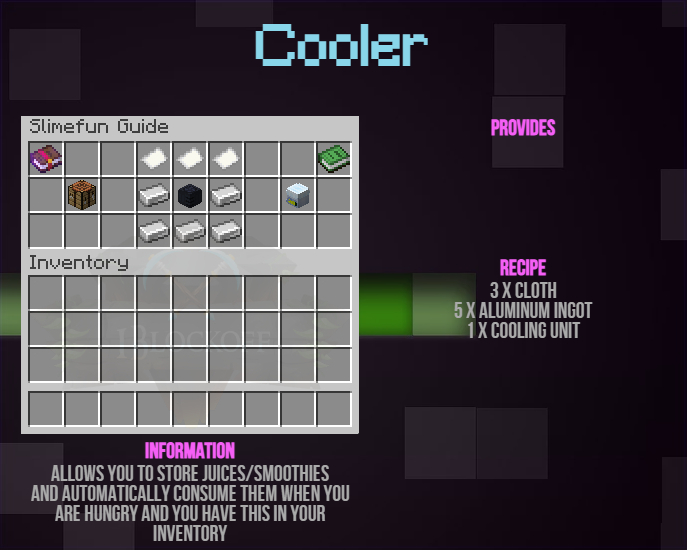 Cooler
Slimefun Guide
PROVIDES
Inventory
RECIPE
3 X CLOTH
5 X ALUMINUM INGOT
1 X COOLING UNIT
INFORMATION
ALLOWS YOU TO STORE JUICES/SMOOTHIES
AND AUTOMATICALLY CONSUME THEM WHEN YOU
ARE HUNGRY AND YOU HAVE THIS IN YOUR
INVENTORY